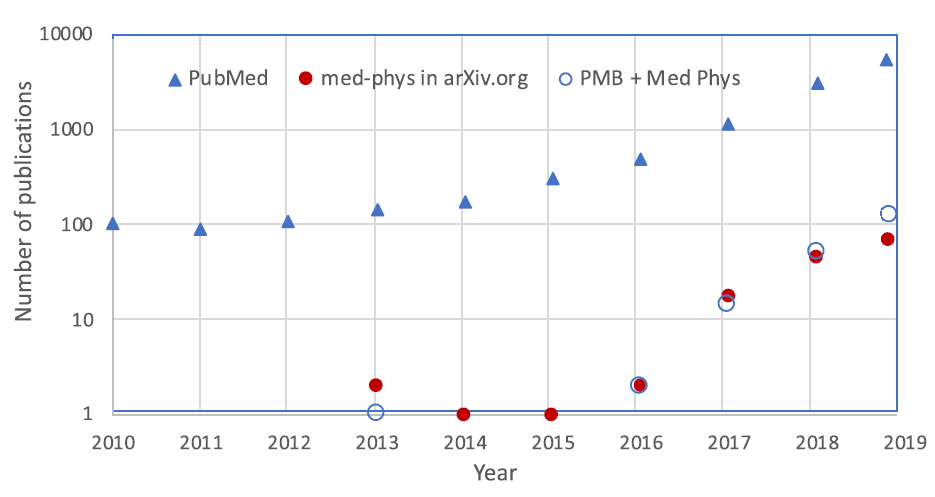 10000
PubMed med-phys in arXiv.org PMB + Med Phys
1000
100
10
1
Number of publications
2010 2011 2012 2013 2014 2015 2016 2017 2018 2019
Year